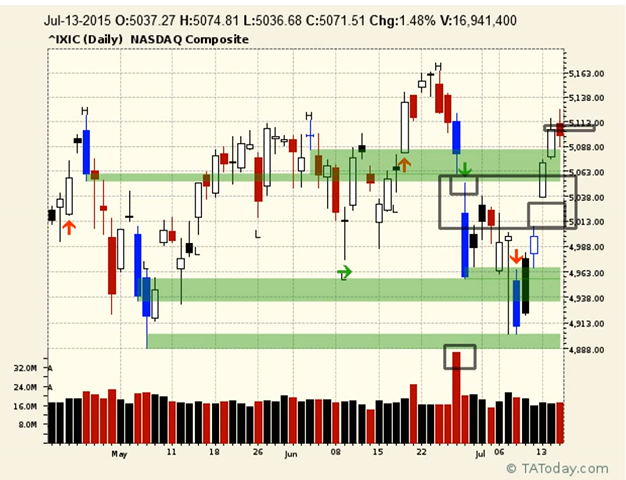 Jul-13-2015 O:5037.27 H:5074.81 L:5036.68 C:5071.51 Chg:1.48% V:16,941,400
^IXIC (Daily) NASDAQ Composite
H
H
H
5,163.00
5,138.00
5,113.00
5,088.00
5,063.00
5,038.00
5,013.00
4,988.00
4,963.00
4,938.00
4,913.00
4,888.00
L
L
L
L
L
32.0M A
24.0M A
16.0M
8.0M
May 11 18 26 Jun 08 15 22 Jul 06 13
© TAToday.com